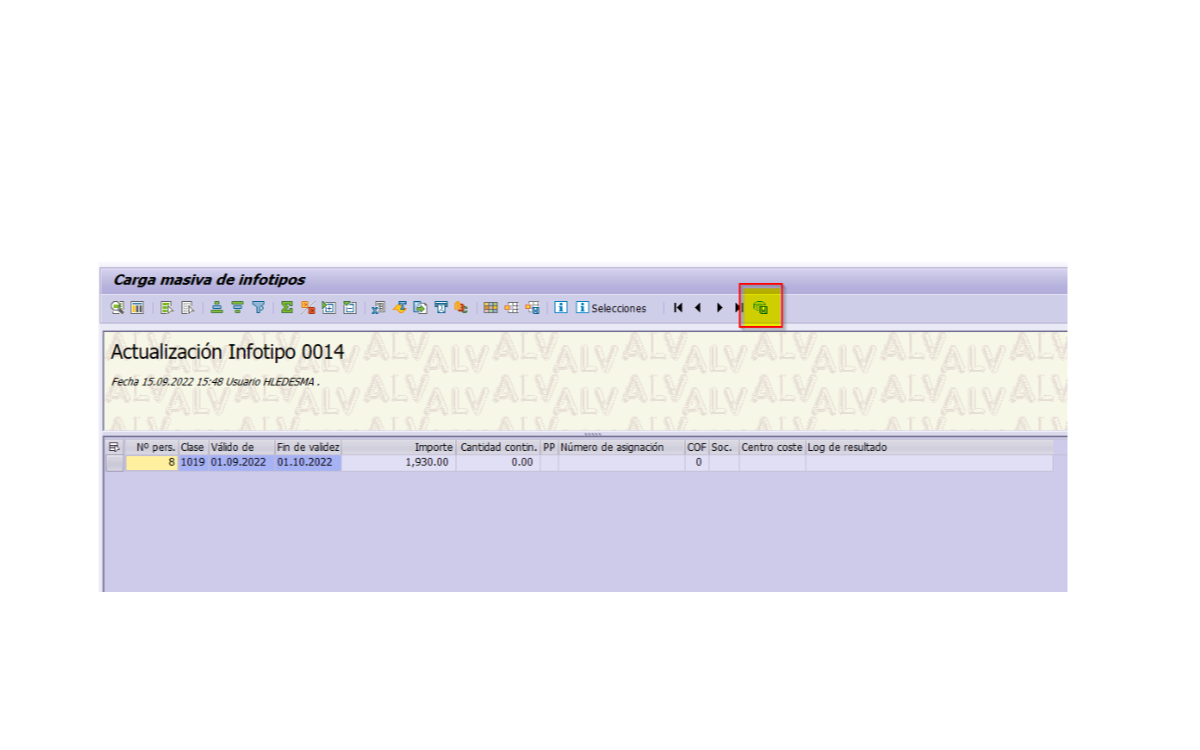 Carga masiva de infotipos
Selecciones
Actualización Infotipo 0014
Fecha 15.09.2022 15:48 Usuario HLEDESMA .
Nº pers. Clase Válido de Fin de validez Importe Cantidad contin. PP Número de asignación COF Soc. Centro coste Log de resultado
8 1019 01.09.2022 01.10.2022 1,930.00 0.00 0